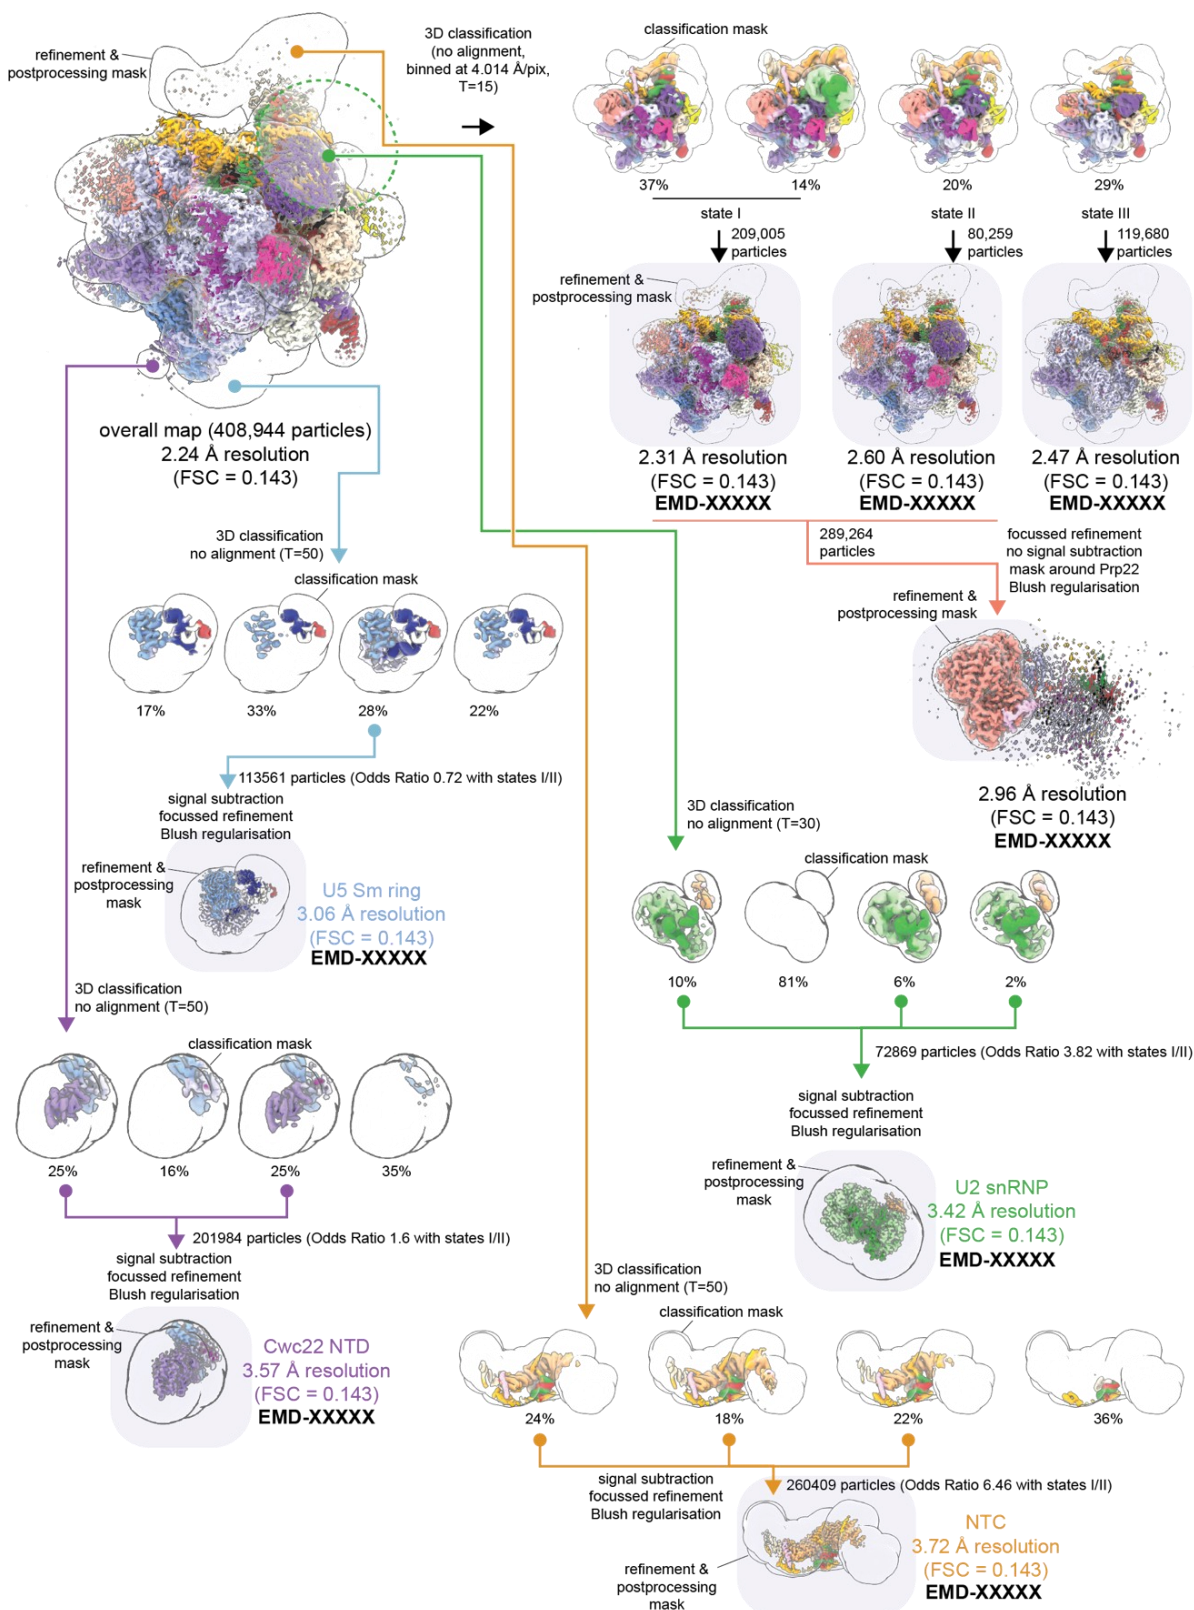 refinement &
postprocessing mask
3D classification
(no alignment,
binned at 4.014 Å/pix,
T=15)
classification mask
37%
14%
20%
29%
state I
state II
state III
209,005
particles
80,259
particles
119,680
particles
refinement &
postprocessing mask
overall map (408,944 particles)
2.24 Å resolution
(FSC = 0.143)
2.31 Å resolution
(FSC = 0.143)
EMD-XXXXX
2.60 Å resolution
(FSC = 0.143)
EMD-XXXXX
2.47 Å resolution
(FSC = 0.143)
EMD-XXXXX
289,264
particles
focussed refinement
no signal subtraction
mask around Prp22
Blush regularisation
refinement &
postprocessing mask
2.96 Å resolution
(FSC = 0.143)
EMD-XXXXX
3D classification
no alignment (T=50)
classification mask
17%
33%
28%
22%
113561 particles (Odds Ratio 0.72 with states I/II)
signal subtraction
focussed refinement
Blush regularisation
refinement &
postprocessing
mask
U5 Sm ring
3.06 Å resolution
(FSC = 0.143)
EMD-XXXXX
3D classification
no alignment (T=30)
classification mask
10%
81%
6%
2%
72869 particles (Odds Ratio 3.82 with states I/II)
signal subtraction
focussed refinement
Blush regularisation
refinement &
postprocessing
mask
U2 snRNP
3.42 Å resolution
(FSC = 0.143)
EMD-XXXXX
3D classification
no alignment (T=50)
classification mask
25%
16%
25%
35%
201984 particles (Odds Ratio 1.6 with states I/II)
signal subtraction
focussed refinement
Blush regularisation
refinement &
postprocessing
mask
Cwc22 NTD
3.57 Å resolution
(FSC = 0.143)
EMD-XXXXX
3D classification
no alignment (T=50)
classification mask
24%
18%
22%
36%
signal subtraction
focussed refinement
Blush regularisation
260409 particles (Odds Ratio 6.46 with states I/II)
refinement &
postprocessing
mask
NTC
3.72 Å resolution
(FSC = 0.143)
EMD-XXXXX